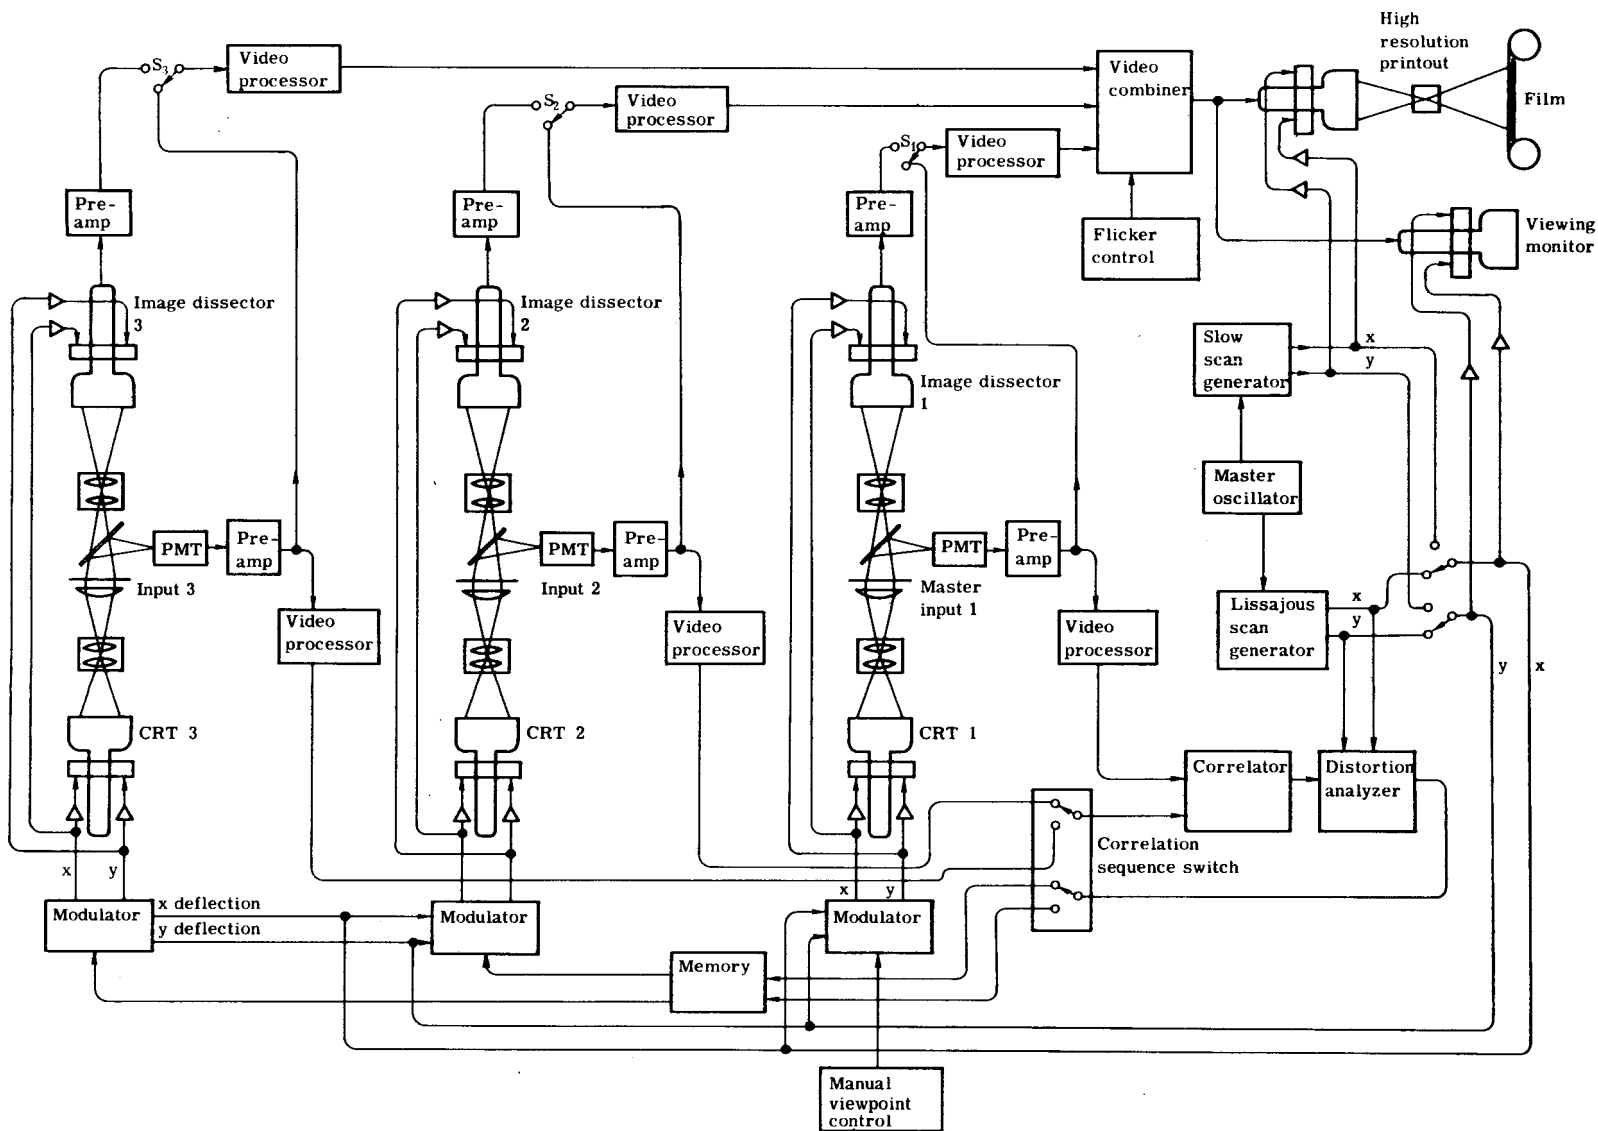 High
resolution
printout
Film
S3
Video
processor
S2
Video
processor
S1
Video
processor
Video
combiner
Pre-
amp
Pre-
amp
Pre-
amp
Flicker
control
Viewing
monitor
Image dissector
3
Image dissector
2
Image dissector
1
Slow
scan
generator
x
y
Master
oscillator
PMT
Pre-
amp
PMT
Pre-
amp
PMT
Pre-
amp
Input 3
Input 2
Master
input 1
Lissajous
scan
generator
x
y
Video
processor
Video
processor
Video
processor
y
x
CRT 3
CRT 2
CRT 1
Correlator
Distortion
analyzer
Correlation
sequence switch
x
y
x
y
Modulator
x deflection
y deflection
Modulator
Modulator
Memory
Manual
viewpoint
control